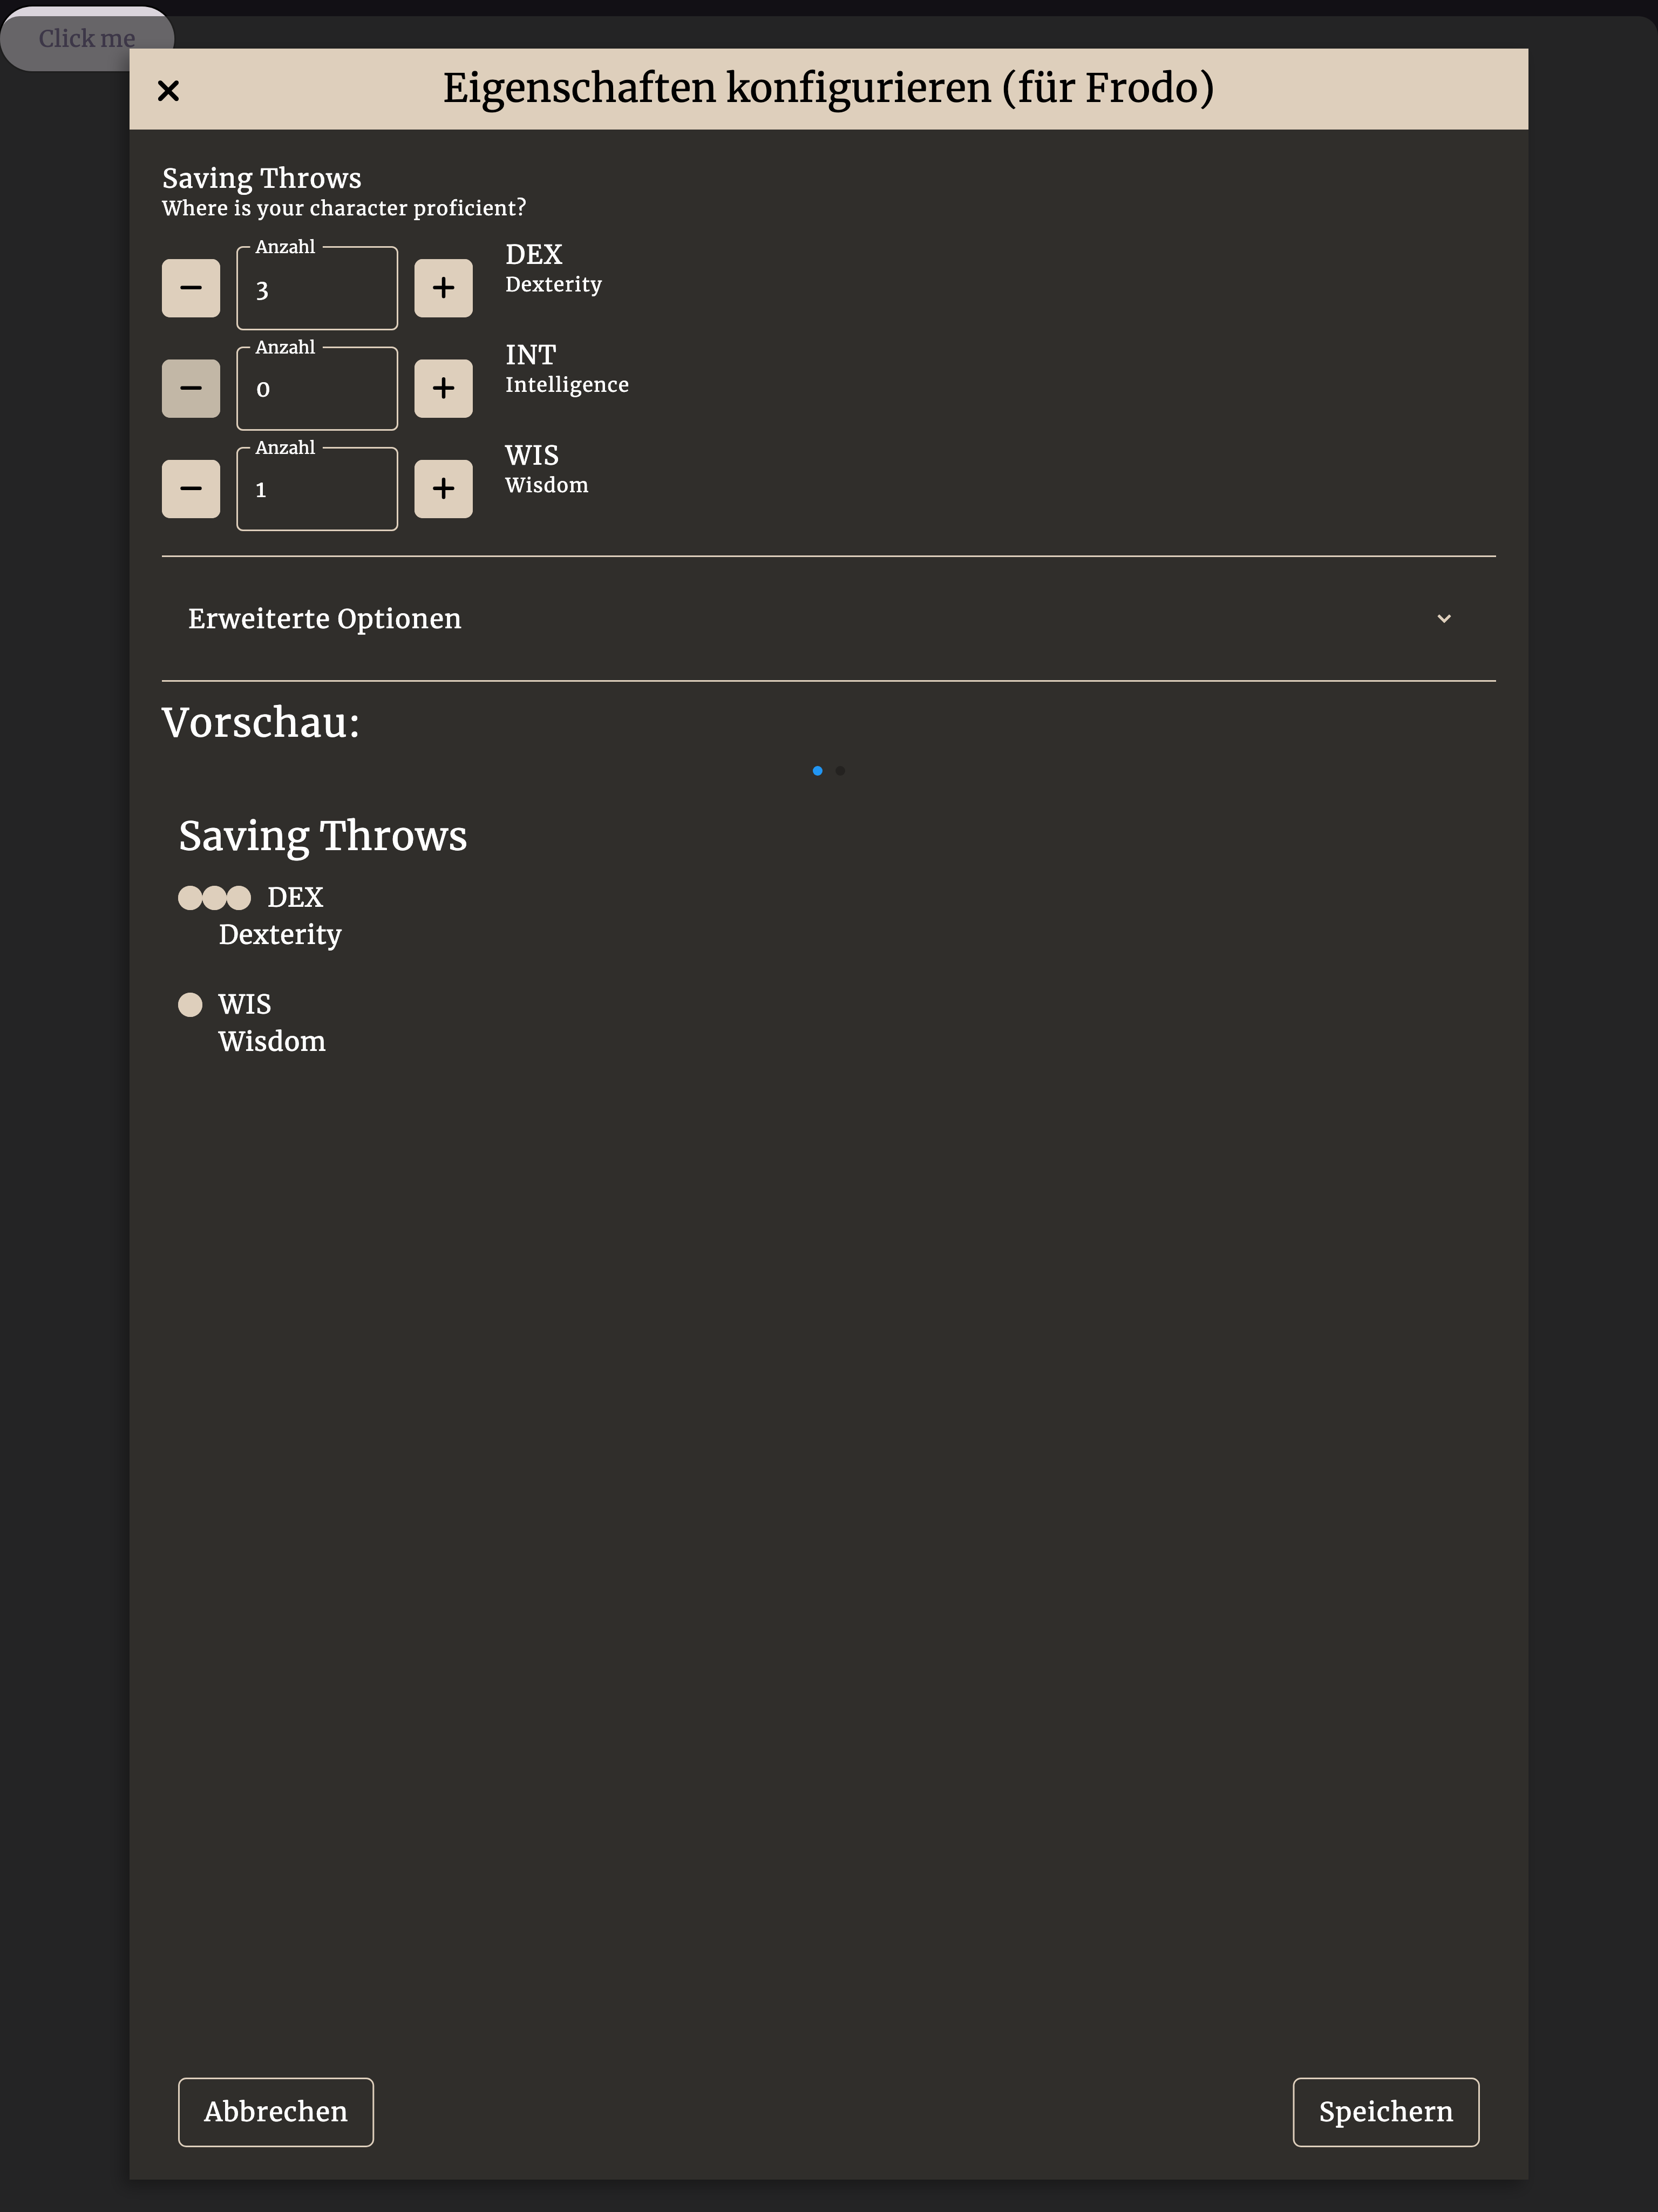 Click me
Eigenschaften konfigurieren (für Frodo)
Saving Throws
Where is your character proficient?
Anzahl
3
DEX
Dexterity
Anzahl
0
INT
Intelligence
Anzahl
1
WIS
Wisdom
Erweiterte Optionen
Vorschau:
Saving Throws
DEX
Dexterity
WIS
Wisdom
Abbrechen
Speichern